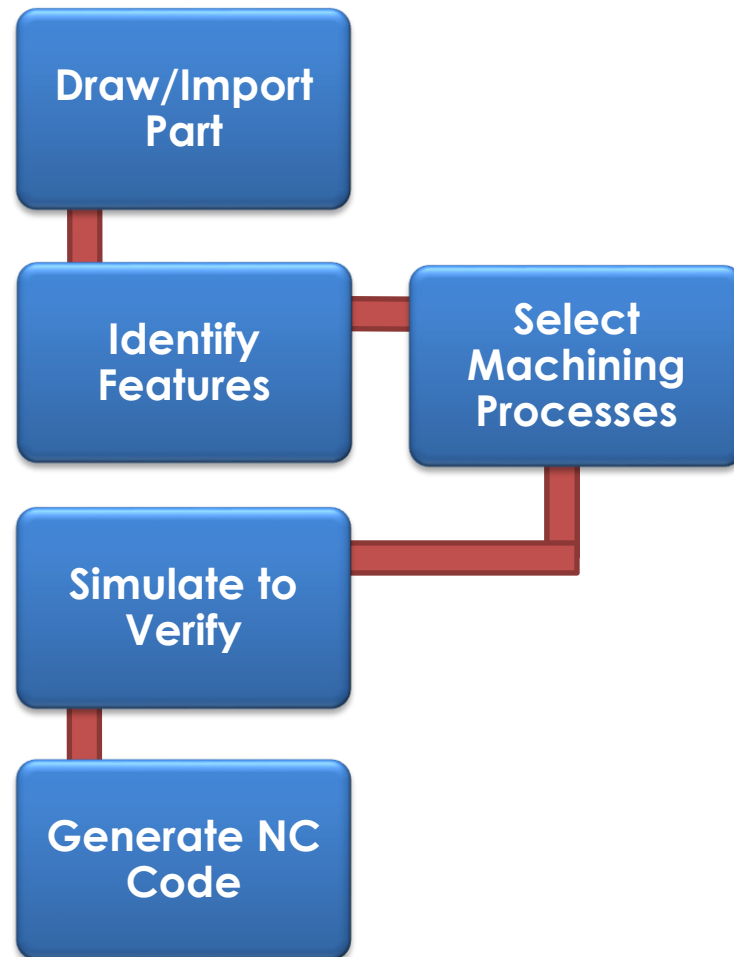 Draw/Import
Part
Identify
Features
Select
Machining
Processes
Simulate to
Verify
Generate NC
Code